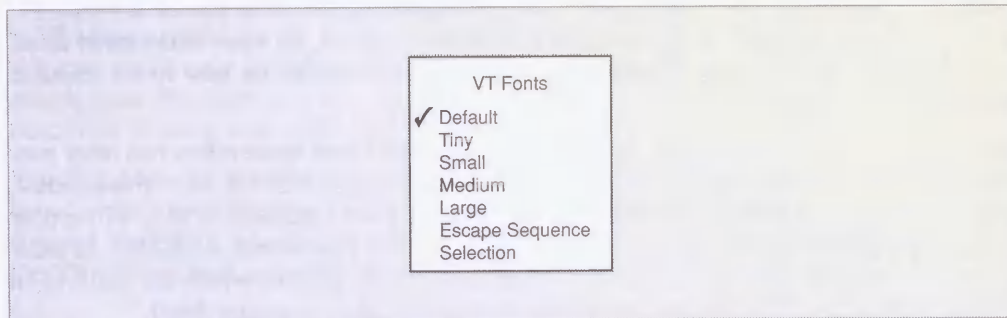 VT Fonts
✓ Default
Tiny
Small
Medium
Large
Escape Sequence
Selection